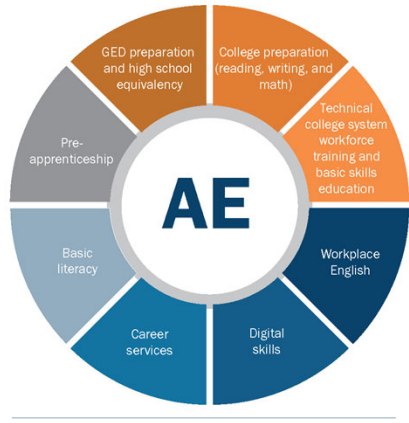 GED preparation
and high school
equivalency
College preparation
(reading, writing, and
math)
Technical
college system
workforce
training and
basic skills
education
Workplace
English
Digital
skills
Career
services
Basic
literacy
Pre-
apprenticeship
AE